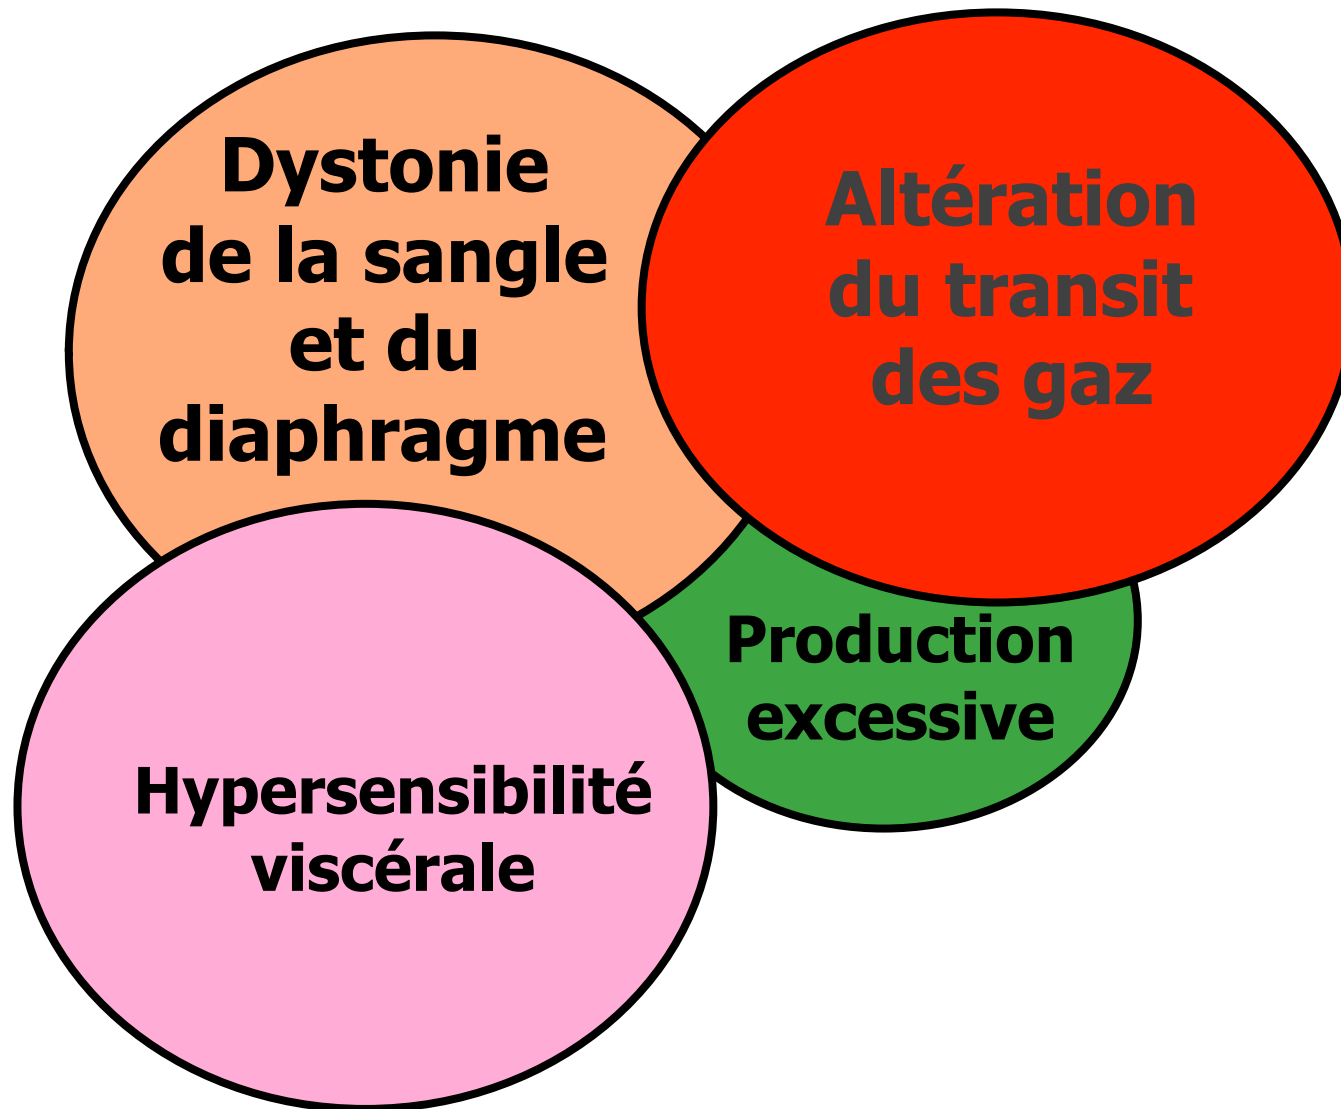 Dystonie
de la sangle
et du
diaphragme
Altération
du transit
des gaz
Production
excessive
Hypersensibilité
viscérale